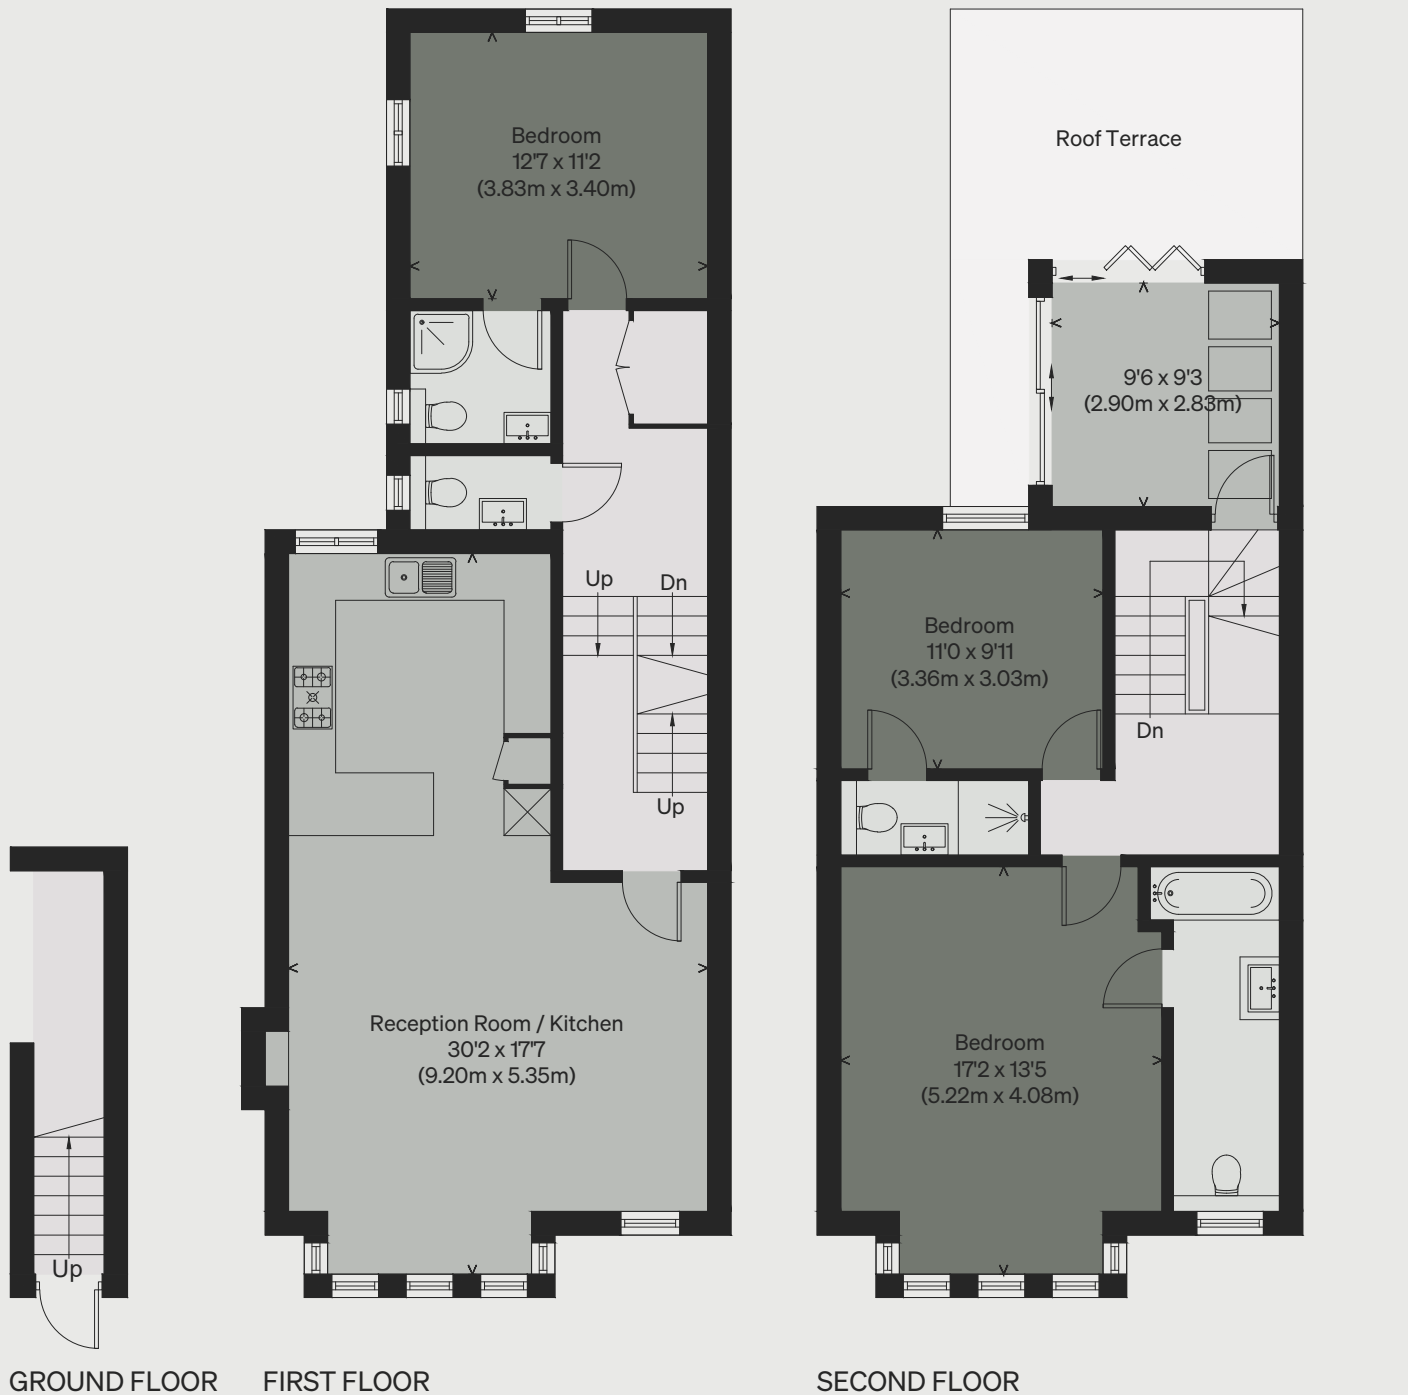 Bedroom
12'7 x 11'2
(3.83m x 3.40m)
Up
Dn
Up
Reception Room / Kitchen
30'2 x 17'7
(9.20m x 5.35m)
Up
Roof Terrace
9'6 x 9'3
(2.90m x 2.83m)
Bedroom
11'0 x 9'11
(3.36m x 3.03m)
Dn
Bedroom
17'2 x 13'5
(5.22m x 4.08m)
GROUND FLOOR
FIRST FLOOR
SECOND FLOOR